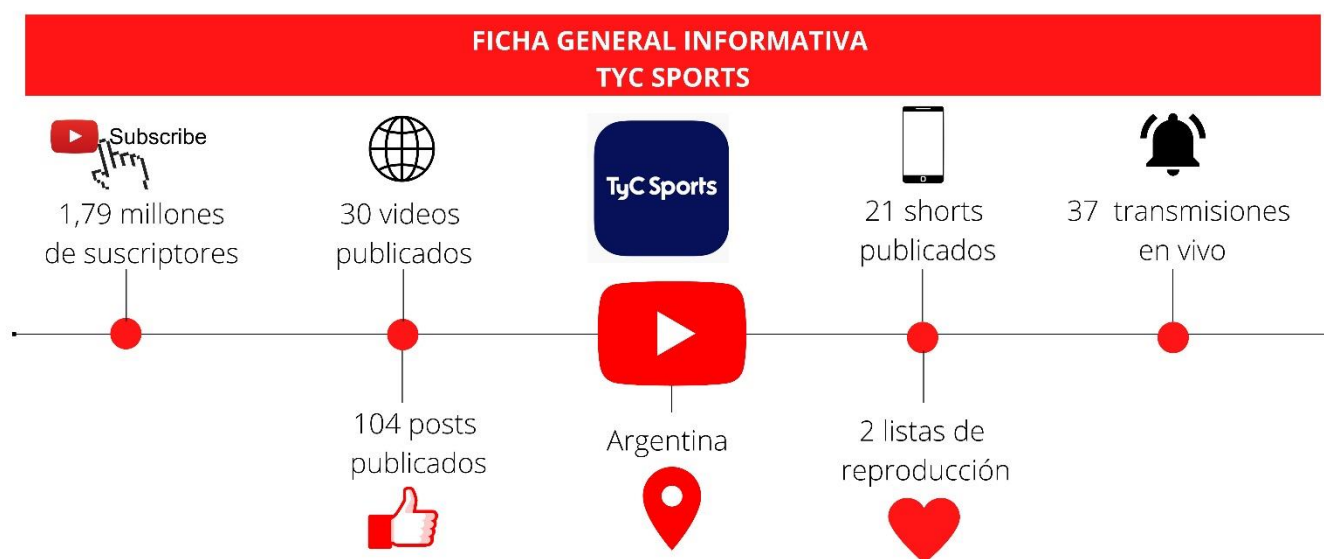 FICHA GENERAL INFORMATIVA
TYC SPORTS
Subscribe
1,79 millones
de suscriptores
30 videos
publicados
TyC Sports
21 shorts
publicados
37 transmisiones
en vivo
104 posts
publicados
Argentina
2 listas de
reproducción